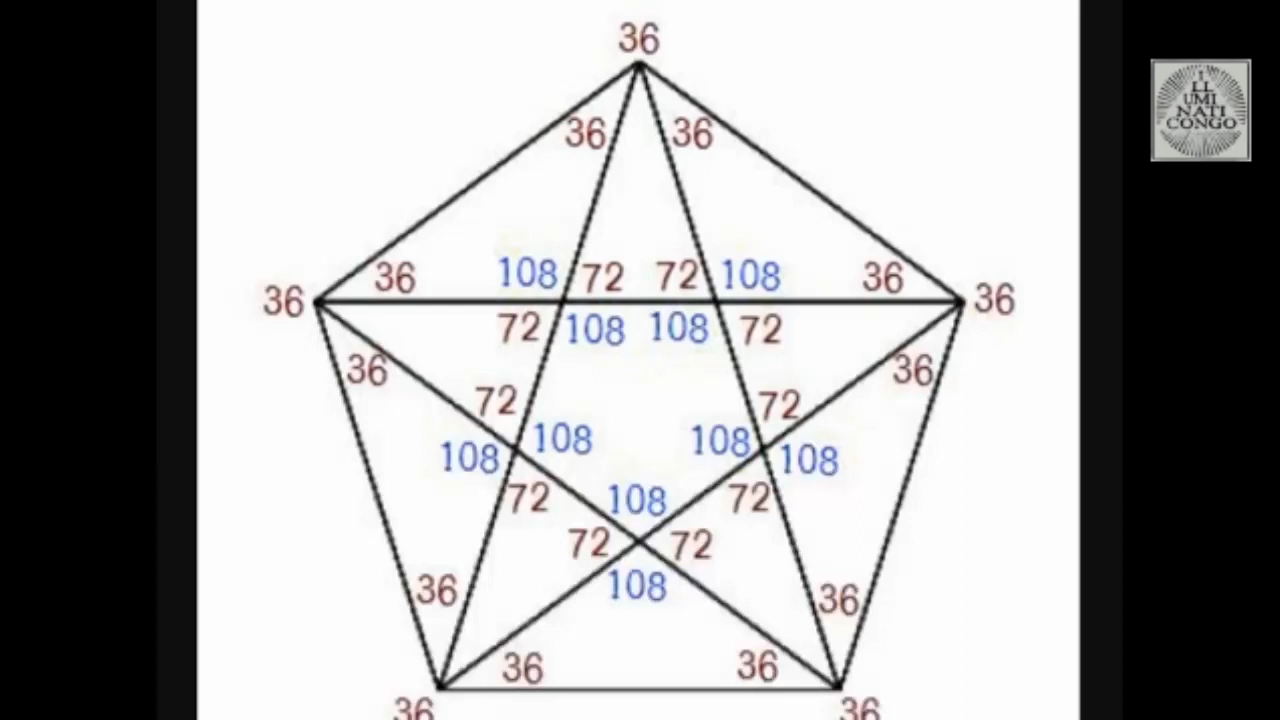 36
36 36
36 108 72 72 108 36
36 36
72 108 108 72
36 36
72 72
108 108 108 108
72 108 72
72 72
108
36 36
36 36
36 36
I
LL
UMI
NATI
CONGO